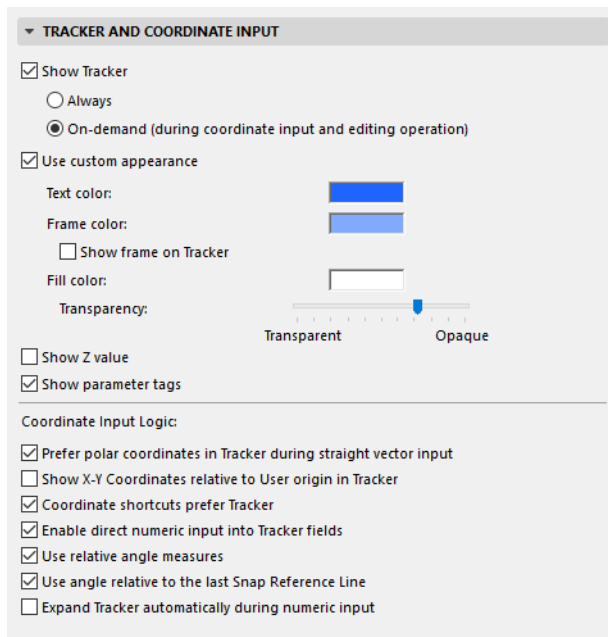 TRACKER AND COORDINATE INPUT
Show Tracker
Always
On-demand (during coordinate input and editing operation)
Use custom appearance
Text color:
Frame color:
Show frame on Tracker
Fill color:
Transparency:
Transparent Opaque
Show Z value
Show parameter tags
Coordinate Input Logic:
Prefer polar coordinates in Tracker during straight vector input
Show X-Y Coordinates relative to User origin in Tracker
Coordinate shortcuts prefer Tracker
Enable direct numeric input into Tracker fields
Use relative angle measures
Use angle relative to the last Snap Reference Line
Expand Tracker automatically during numeric input